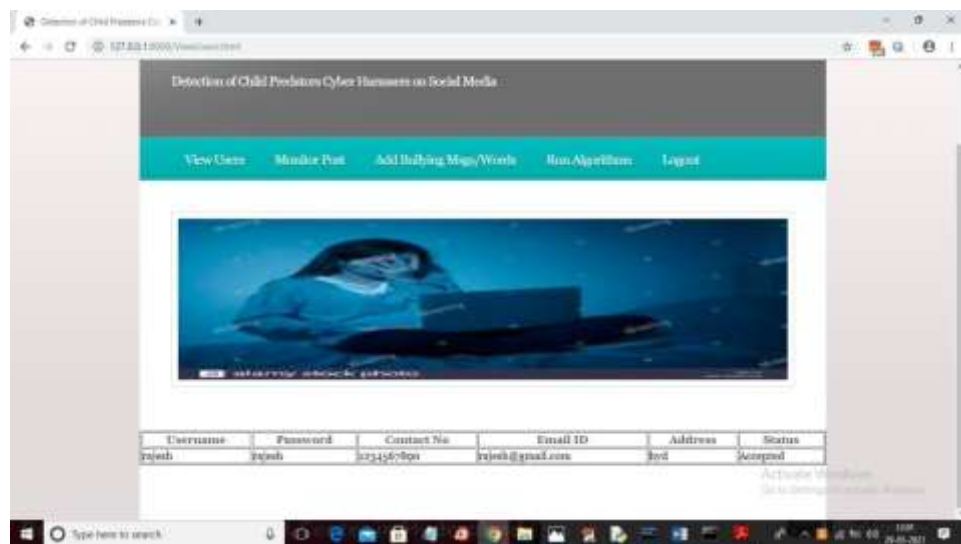 Detection of Child Predators Cyber Harassers on Social Media
View Users Monitor Post Add Bullying Msgs/Words Run Algorithms Logout
alamy stock photo
Username Password Contact No Email ID Address Status
rajesh rajesh 1234567890 rajesh@gmail.com hyd Accepted
Activate Windows
Type here to search